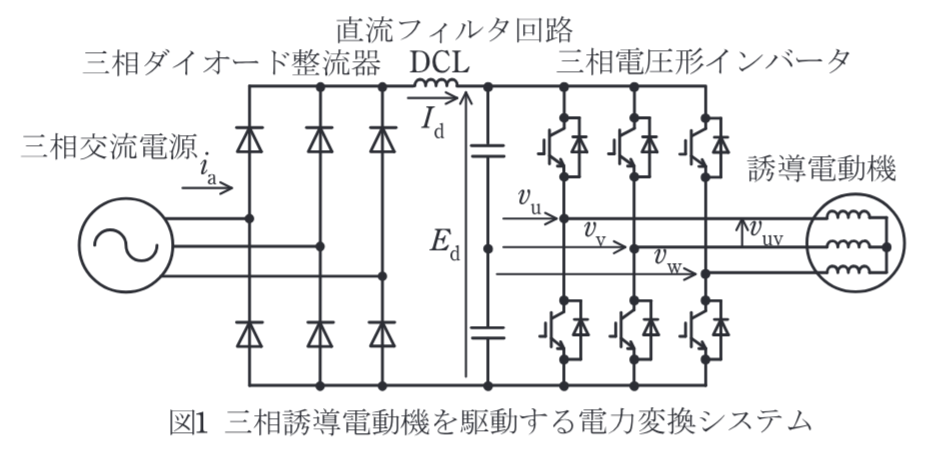 直流フィルタ回路
三相ダイオード整流器
DCL
三相電圧形インバータ
I_d
三相交流電源
i_a
誘導電動機
v_u
v_v
v_uv
E_d
v_w
図1 三相誘導電動機を駆動する電力変換システム